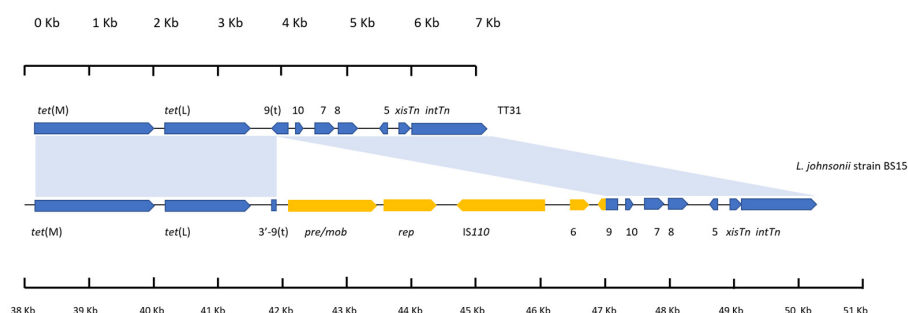 0 Kb 1 Kb 2 Kb 3 Kb 4 Kb 5 Kb 6 Kb 7 Kb
tet(M) tet(L) 9(t) 10 7 8 5 xisTn intTn TT31
L. johnsonii strain BS15
tet(M) tet(L) 3'-9(t) pre/mob rep IS110 6 9 10 7 8 5 xisTn intTn
38 Kb 39 Kb 40 Kb 41 Kb 42 Kb 43 Kb 44 Kb 45 Kb 46 Kb 47 Kb 48 Kb 49 Kb 50 Kb 51 Kb